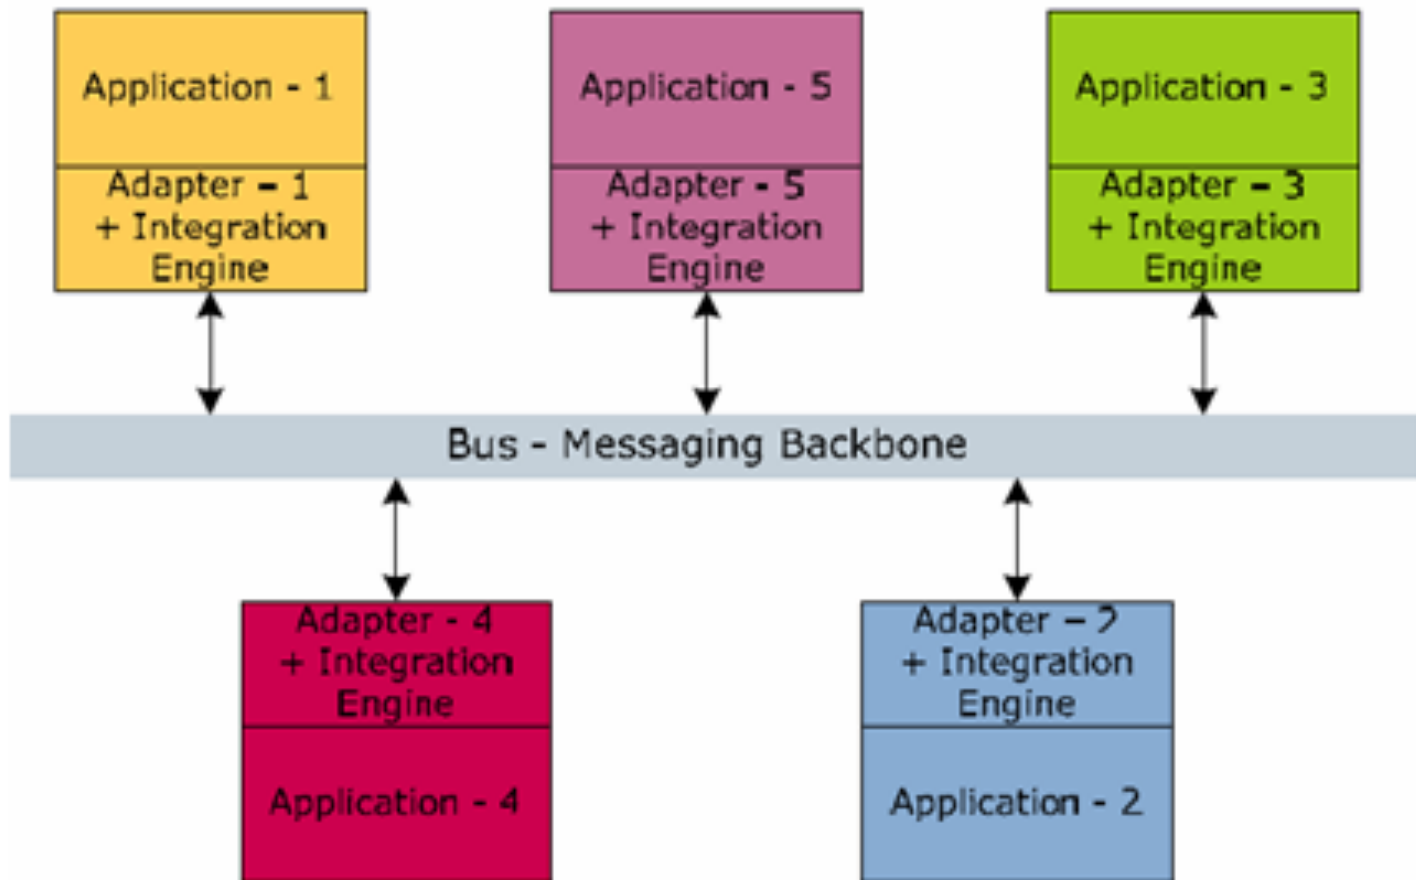 Application - 1
Adapter – 1
+ Integration
Engine
Application - 5
Adapter - 5
+ Integration
Engine
Application - 3
Adapter – 3
+ Integration
Engine
Bus - Messaging Backbone
Adapter - 4
+ Integration
Engine
Application - 4
Adapter – 2
+ Integration
Engine
Application - 2